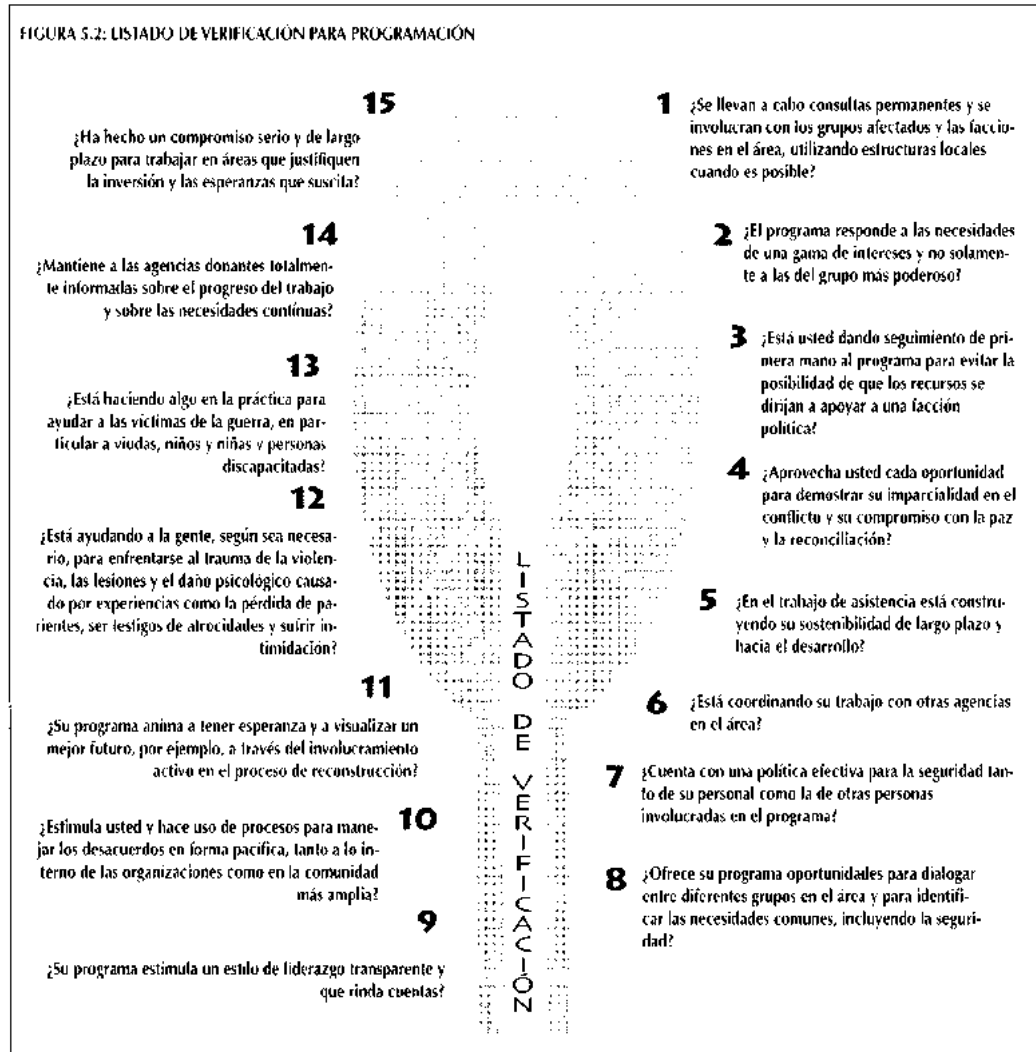 FIGURA 5.2: LISTADO DE VERIFICACIÓN PARA PROGRAMACIÓN
1
¿Se llevan a cabo consultas permanentes y se
involucran con los grupos afectados y las faccio-
nes en el área, utilizando estructuras locales
cuando es posible?
2
¿El programa responde a las necesidades
de una gama de intereses y no solamen-
te a las del grupo más poderoso?
3
¿Está usted dando seguimiento de pri-
mera mano al programa para evitar la
posibilidad de que los recursos se
dirijan a apoyar a una facción
política?
4
¿Aprovecha usted cada oportunidad
para demostrar su imparcialidad en el
conflicto y su compromiso con la paz
y la reconciliación?
5
¿En el trabajo de asistencia está constru-
yendo su sostenibilidad de largo plazo y
hacia el desarrollo?
6
¿Está coordinando su trabajo con otras agencias
en el área?
7
¿Cuenta con una política efectiva para la seguridad tan-
to de su personal como la de otras personas
involucradas en el programa?
8
¿Ofrece su programa oportunidades para dialogar
entre diferentes grupos en el área y para identifi-
car las necesidades comunes, incluyendo la seguri-
dad?
9
¿Su programa estimula un estilo de liderazgo transparente y
que rinda cuentas?
10
¿Estimula usted y hace uso de procesos para mane-
jar los desacuerdos en forma pacífica, tanto a lo in-
terno de las organizaciones como en la comunidad
más amplia?
11
¿Su programa anima a tener esperanza y a visualizar un
mejor futuro, por ejemplo, a través del involucramiento
activo en el proceso de reconstrucción?
12
¿Está ayudando a la gente, según sea necesa-
rio, para enfrentarse al trauma de la violen-
cia, las lesiones y el daño psicológico causa-
do por experiencias como la pérdida de pa-
rientes, ser testigos de atrocidades y sufrir in-
timidación?
13
¿Está haciendo algo en la práctica para
ayudar a las víctimas de la guerra, en par-
ticular a viudas, niños y niñas y personas
discapacitadas?
14
¿Mantiene a las agencias donantes totalmen-
te informadas sobre el progreso del trabajo
y sobre las necesidades contínuas?
15
¿Ha hecho un compromiso serio y de largo
plazo para trabajar en áreas que justifiquen
la inversión y las esperanzas que suscita?
LISTADO DE VERIFICACIÓN